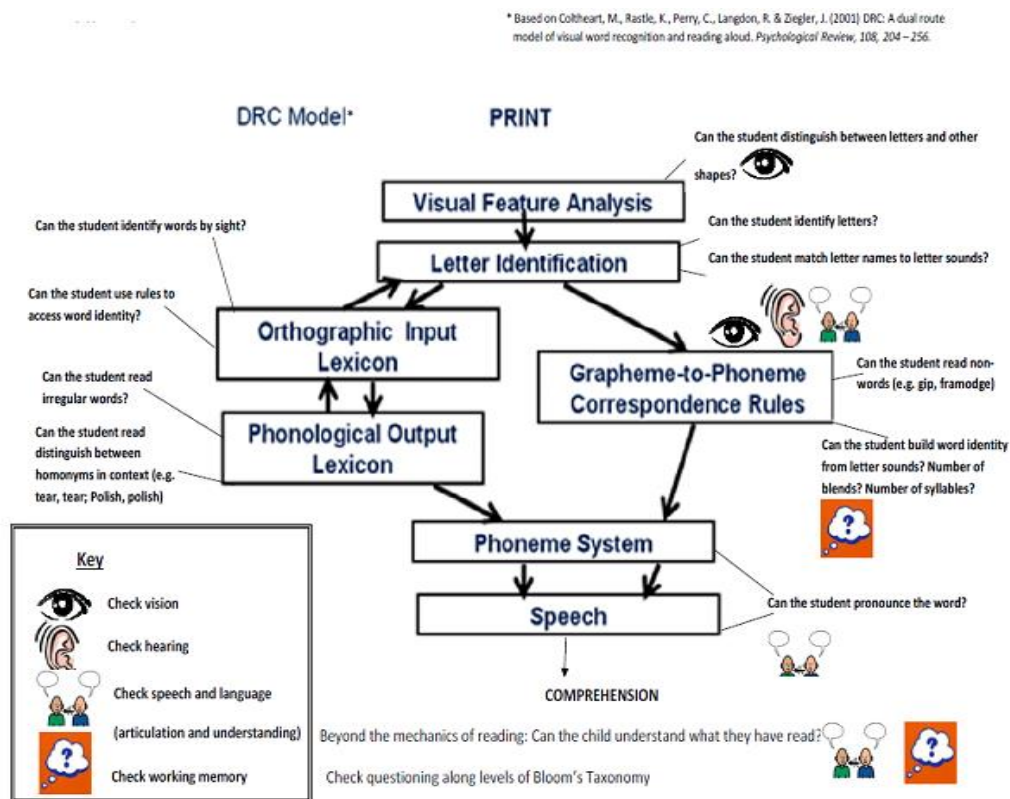 * Based on Coltheart, M., Rastle, K., Perry, C., Langdon, R. & Ziegler, J. (2001) DRC: A dual route
model of visual word recognition and reading aloud. Psychological Review, 108, 204 – 256.
DRC Model*
PRINT
Can the student distinguish between letters and other
shapes?
Visual Feature Analysis
Can the student identify words by sight?
Can the student identify letters?
Letter Identification
Can the student match letter names to letter sounds?
Can the student use rules to
access word identity?
Orthographic Input
Lexicon
Grapheme-to-Phoneme
Correspondence Rules
Can the student read non-
words (e.g. gip, framodge)
Can the student read
irregular words?
Phonological Output
Lexicon
Can the student read
distinguish between
homonyms in context (e.g.
tear, tear; Polish, polish)
Can the student build word identity
from letter sounds? Number of
blends? Number of syllables?
?
Phoneme System
Speech
Can the student pronounce the word?
COMPREHENSION
Key
Check vision
Check hearing
Check speech and language
(articulation and understanding)
?
Check working memory
Beyond the mechanics of reading: Can the child understand what they have read?
?
Check questioning along levels of Bloom's Taxonomy